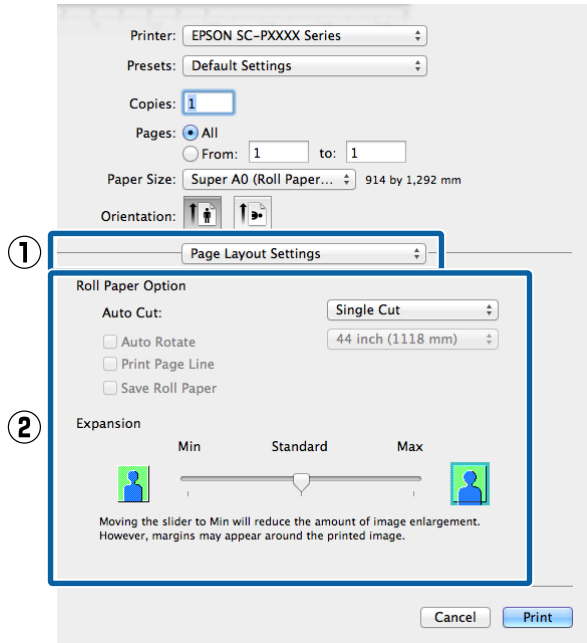 Printer: EPSON SC-PXXXX Series
Presets: Default Settings
Copies: 1
Pages: All
From: 1 to: 1
Paper Size: Super A0 (Roll Paper... 914 by 1,292 mm
Orientation:
① Page Layout Settings
Roll Paper Option
Auto Cut: Single Cut
Auto Rotate 44 inch (1118 mm)
Print Page Line
Save Roll Paper
②
Expansion
Min Standard Max
Moving the slider to Min will reduce the amount of image enlargement.
However, margins may appear around the printed image.
Cancel Print